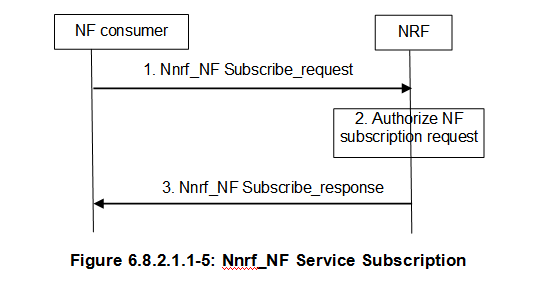 NF consumer
NRF
1. Nnrf_NF Subscribe_request
2. Authorize NF
subscription request
3. Nnrf_NF Subscribe_response
Figure 6.8.2.1.1-5: Nnrf_NF Service Subscription